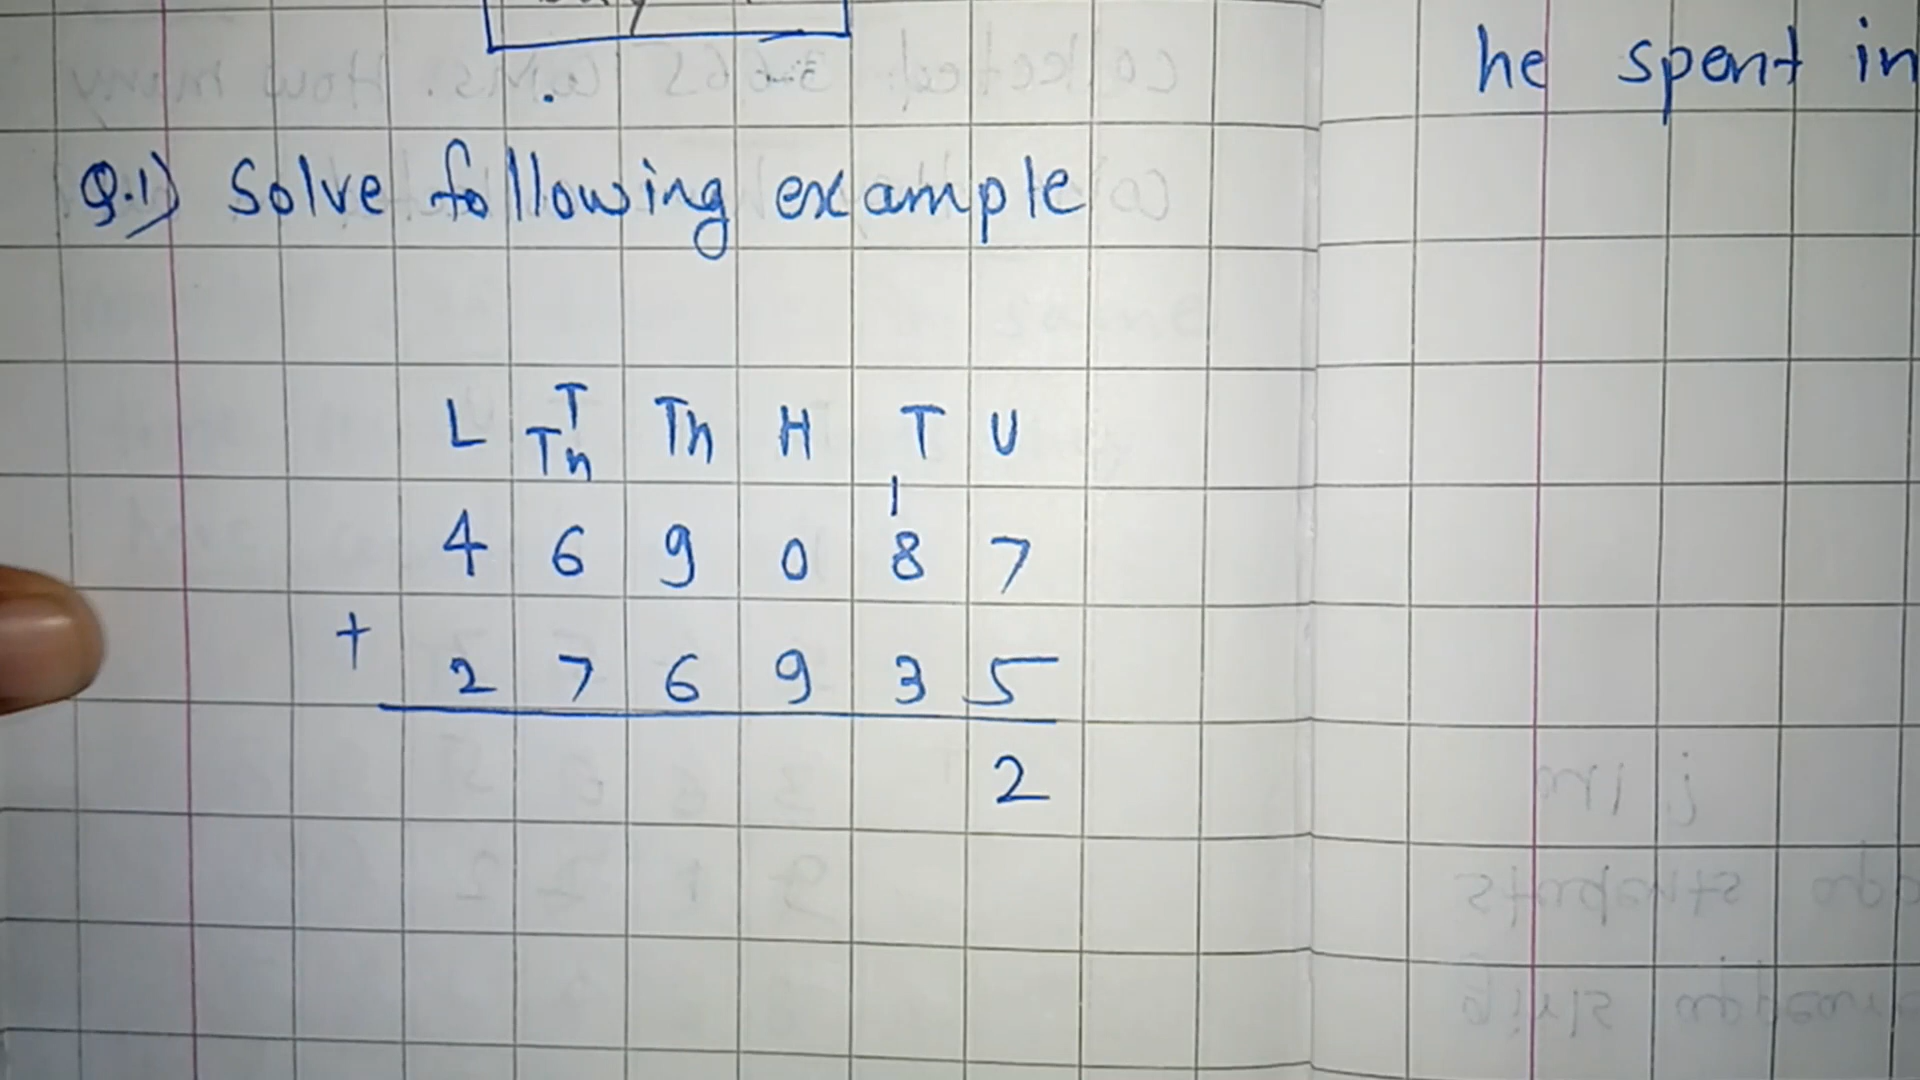 he spent in
Q.1) Solve following example
L T Th Th H T U
1
4 6 9 0 8 7
+ 2 7 6 9 3 5
2